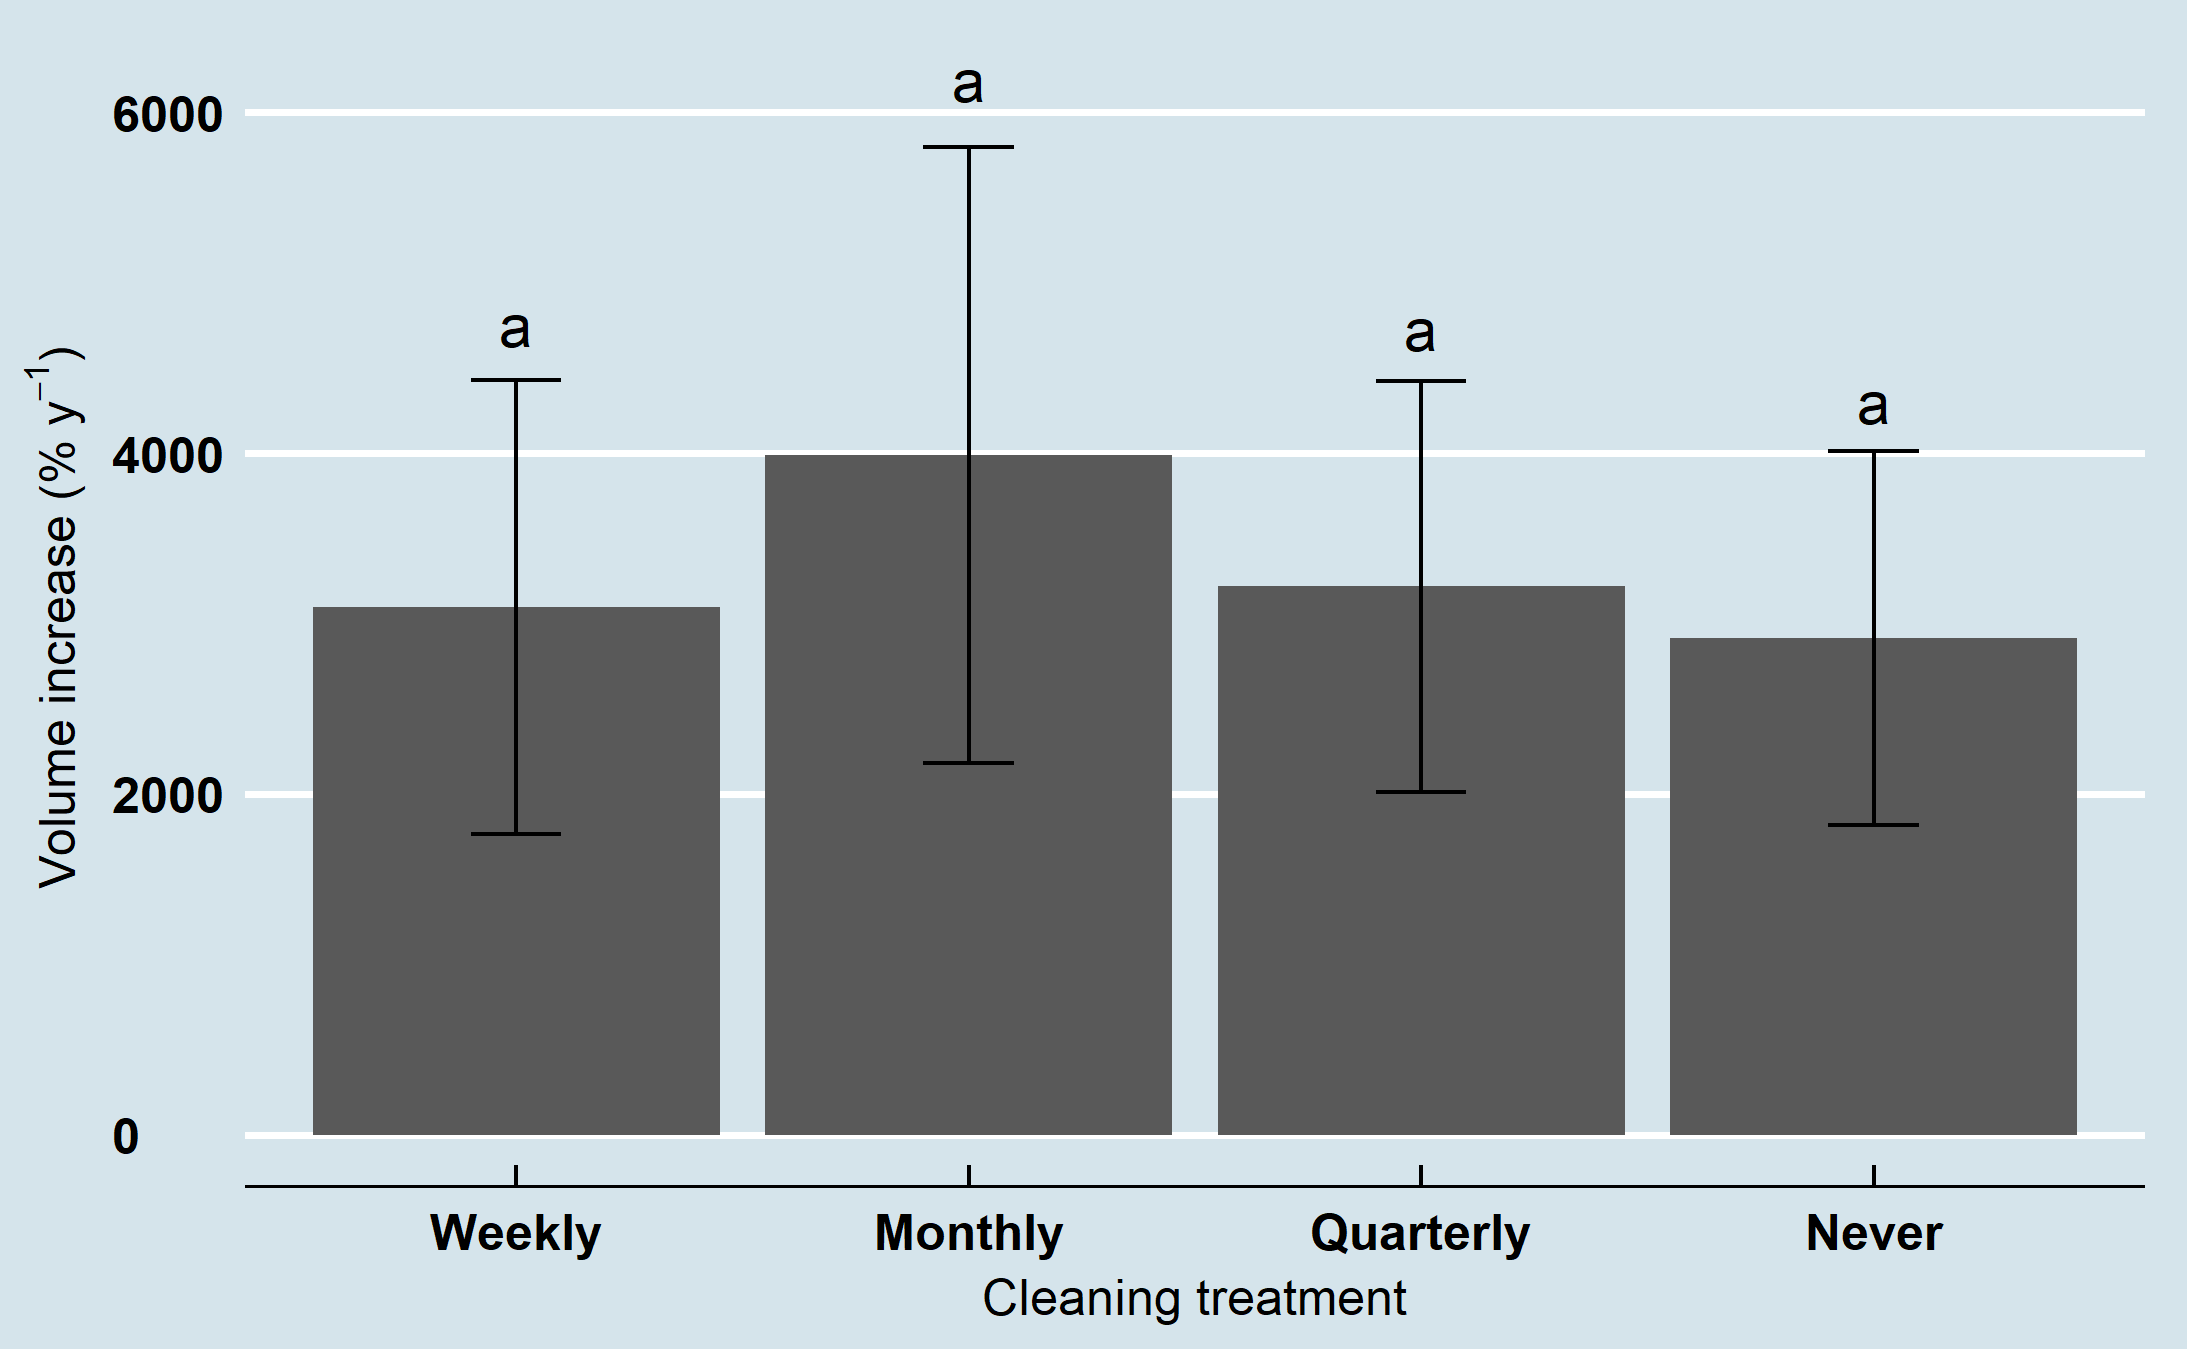 Volume increase (% y⁻¹)
6000
4000
2000
0
a
a
a
a
Weekly Monthly Quarterly Never
Cleaning treatment